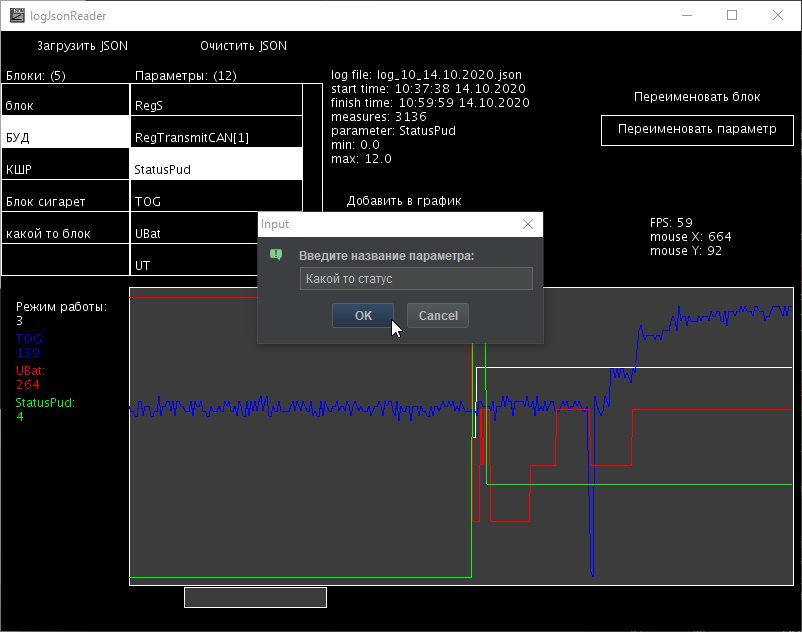 logJsonReader
Загрузить JSON
Очистить JSON
Блоки: (5)
Параметры: (12)
блок
БУД
КШР
Блок сигарет
какой то блок
RegS
RegTransmitCAN[1]
StatusPud
TOG
UBat
UT
log file: log_10_14.10.2020.json
start time: 10:37:38 14.10.2020
finish time: 10:59:59 14.10.2020
measures: 3136
parameter: StatusPud
min: 0.0
max: 12.0
Добавить в график
Переименовать блок
Переименовать параметр
FPS: 59
mouse X: 664
mouse Y: 92
Input
Введите название параметра:
Какой то статус
OK
Cancel
Режим работы:
3
TOG:
139
UBat:
264
StatusPud:
4